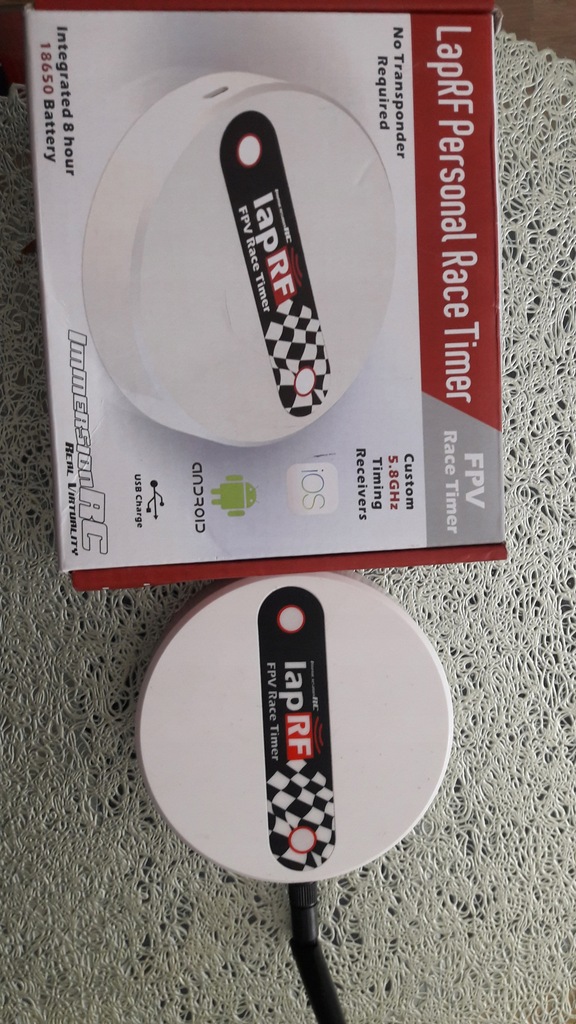 LapRF Personal Race Timer
FPV
Race Timer
No Transponder
Required
lapRF
FPV Race Timer
Custom
5.8GHz
Timing
Receivers
iOS
ANDROID
USB Charge
Integrated 8 hour
18650 Battery
ImmersionRC
Real Virtuality
lapRF
FPV Race Timer